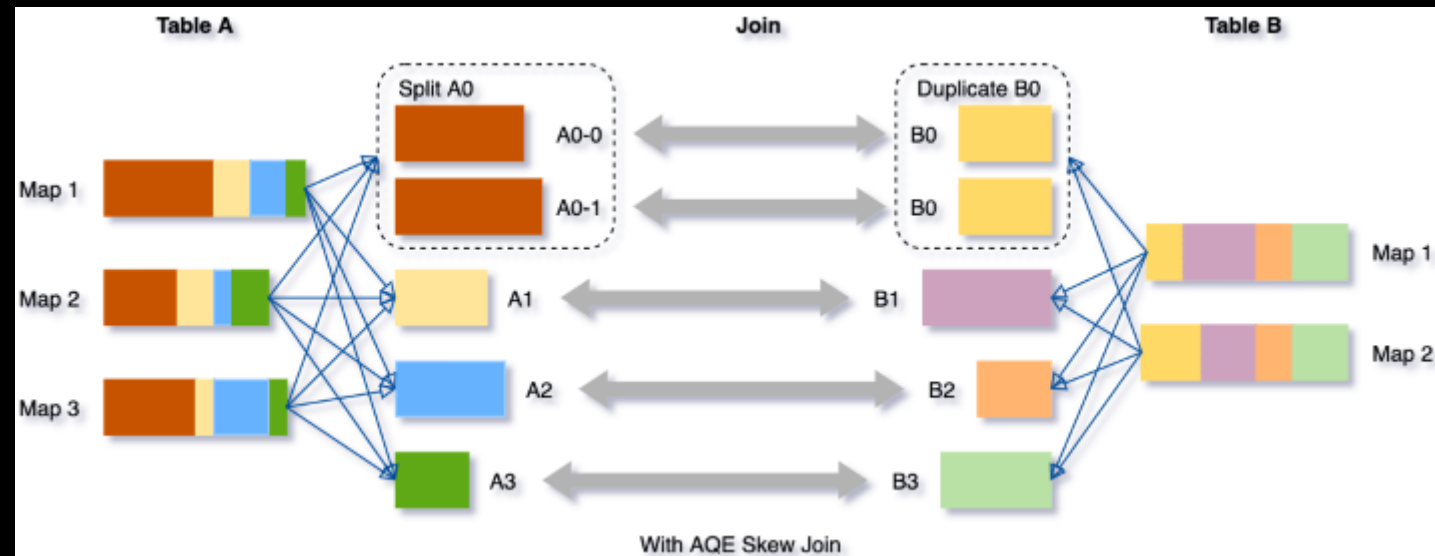 Table A
Join
Table B
Split A0
Duplicate B0
A0-0
B0
Map 1
A0-1
B0
Map 1
Map 2
A1
B1
Map 2
Map 3
A2
B2
A3
B3
With AQE Skew Join